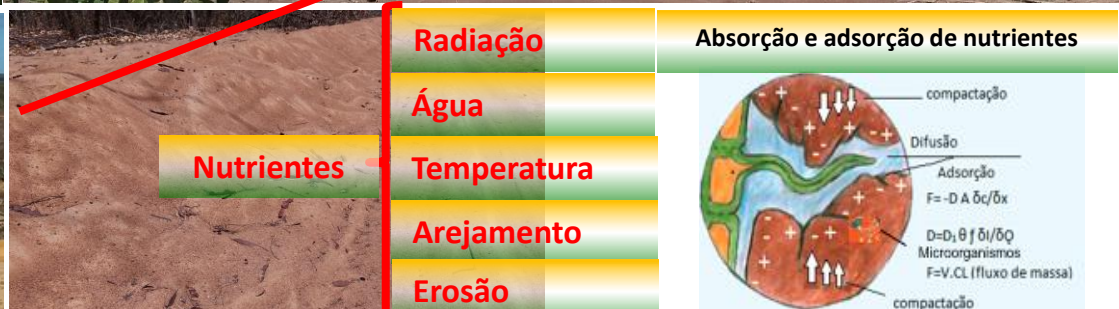 Nutrientes
Radiação
Água
Temperatura
Arejamento
Erosão
Absorção e adsorção de nutrientes
compactação
Difusão
Adsorção
F= -D A δc/δx
D=D₁ θ ƒ δI/δQ
Microorganismos
F=V.CL (fluxo de massa)
compactação